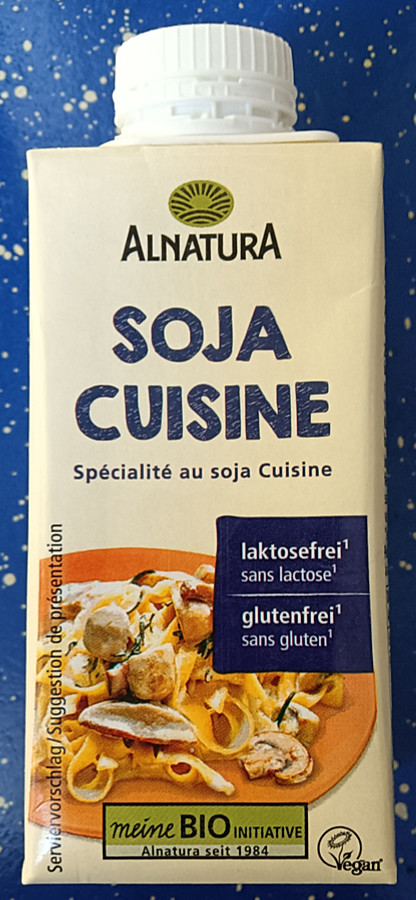 ALNATURA
SOJA
CUISINE
Spécialité au soja Cuisine
laktosefrei¹
sans lactose¹
glutenfrei¹
sans gluten¹
Serviervorschlag/Suggestion de présentation
meine BIO INITIATIVE
Alnatura seit 1984
Vegan